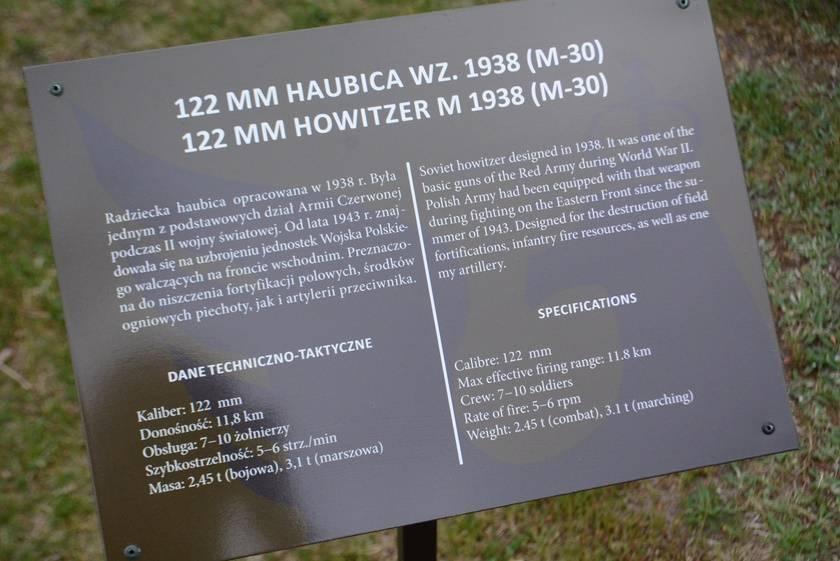 122 MM HAUBICA WZ. 1938 (M-30)
122 MM HOWITZER M 1938 (M-30)
Radziecka haubica opracowana w 1938 r. Była
jednym z podstawowych dział Armii Czerwonej
podczas II wojny światowej. Od lata 1943 r. znaj-
dowała się na uzbrojeniu jednostek Wojska Polskie-
go walczących na froncie wschodnim. Przeznaczo-
na do niszczenia fortyfikacji polowych, środków
ogniowych piechoty, jak i artylerii przeciwnika.
DANE TECHNICZNO-TAKTYCZNE
Kaliber: 122 mm
Donośność: 11,8 km
Obsługa: 7–10 żołnierzy
Szybkostrzelność: 5–6 strz./min
Masa: 2,45 t (bojowa), 3,1 t (marszowa)
Soviet howitzer designed in 1938. It was one of the
basic guns of the Red Army during World War II.
Polish Army had been equipped with that weapon
during fighting on the Eastern Front since the su-
mmer of 1943. Designed for the destruction of field
fortifications, infantry fire resources, as well as ene
my artillery.
SPECIFICATIONS
Calibre: 122 mm
Max effective firing range: 11.8 km
Crew: 7–10 soldiers
Rate of fire: 5–6 rpm
Weight: 2.45 t (combat), 3.1 t (marching)